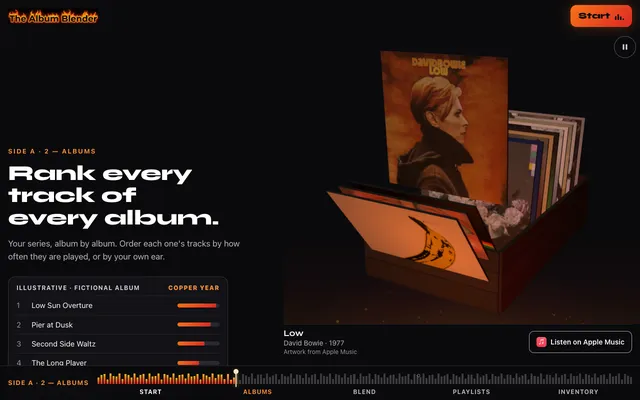 The Album Blender
Start
DAVID BOWIE
LOW
SIDE A · 2 — ALBUMS
Rank every
track of
every album.
Your series, album by album. Order each one's tracks by how
often they are played, or by your own ear.
ILLUSTRATIVE · FICTIONAL ALBUM
COPPER YEAR
1 Low Sun Overture
2 Pier at Dusk
3 Second Side Waltz
4 The Long Player
Low
David Bowie · 1977
Artwork from Apple Music
Listen on Apple Music
SIDE A · 2 — ALBUMS
START
ALBUMS
BLEND
PLAYLISTS
INVENTORY